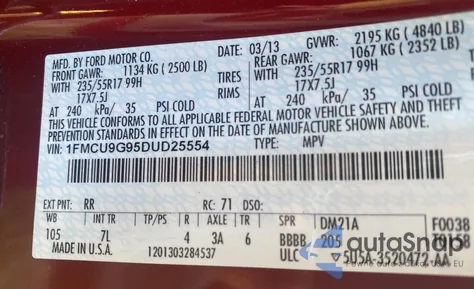 MFD. BY FORD MOTOR CO.
DATE: 03/13 GVWR: 2195 KG (4840 LB)
FRONT GAWR: 1134 KG (2500 LB) REAR GAWR: 1067 KG (2352 LB)
WITH 235/55R17 99H TIRES WITH 235/55R17 99H
17X7.5J RIMS 17X7.5J
AT 240 kPa/ 35 PSI COLD AT 240 kPa/ 35 PSI COLD
THIS VEHICLE CONFORMS TO ALL APPLICABLE FEDERAL MOTOR VEHICLE SAFETY AND
THEFT PREVENTION STANDARDS IN EFFECT ON THE DATE OF MANUFACTURE SHOWN ABOVE.
VIN: 1FMCU9G95DUD25554 TYPE: MPV
EXT PNT: RR RC: 71 DSO: F0038
WB INT TR TP/PS R AXLE TR SPR DM21A
105 7L 4 3A 6 BBBB 205
MADE IN U.S.A. 1201303284537 ULC 5U5A-3520472-AA
autoSnap